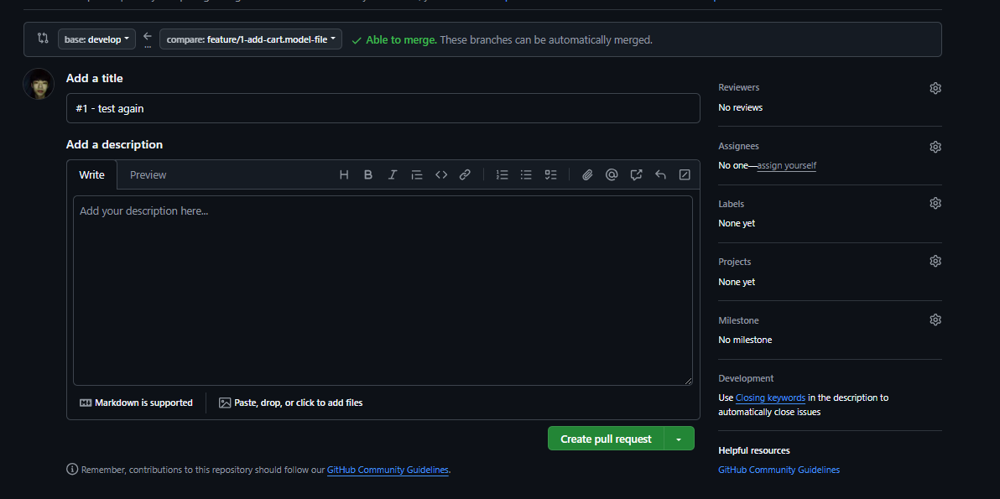 base: develop
compare: feature/1-add-cart.model-file
Able to merge. These branches can be automatically merged.
Add a title
#1 - test again
Add a description
Write
Preview
Add your description here...
Markdown is supported
Paste, drop, or click to add files
Create pull request
Remember, contributions to this repository should follow our GitHub Community Guidelines.
Reviewers
No reviews
Assignees
No one—assign yourself
Labels
None yet
Projects
None yet
Milestone
No milestone
Development
Use Closing keywords in the description to
automatically close issues
Helpful resources
GitHub Community Guidelines